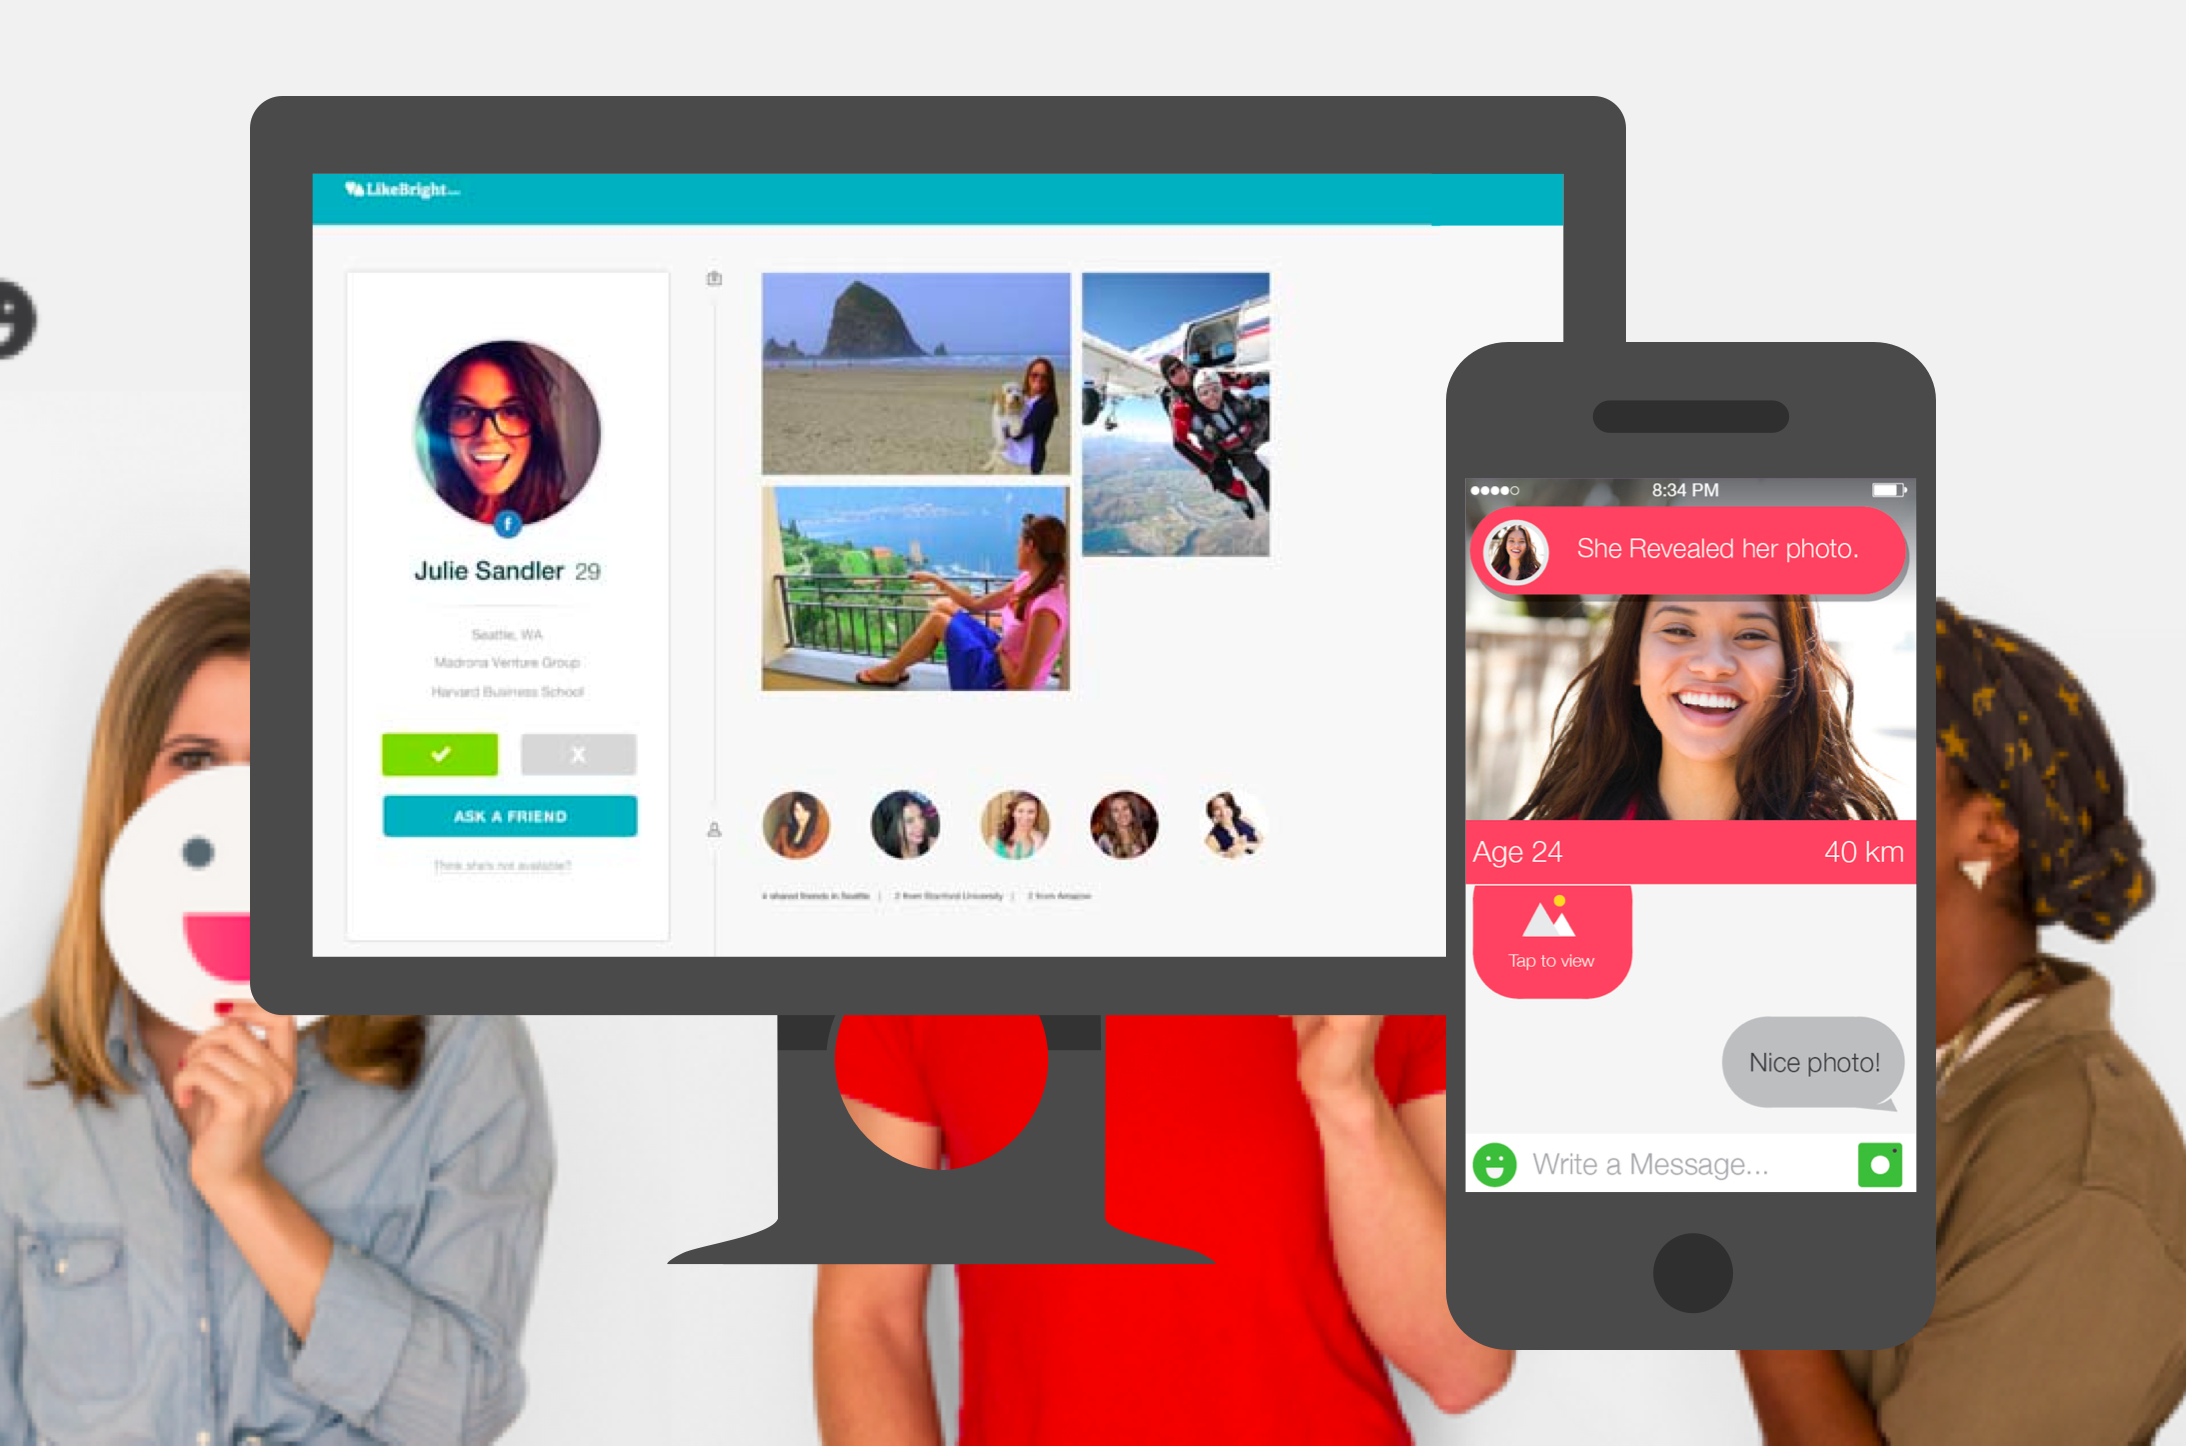 LikeBright
Julie Sandler 29
Seattle, WA
Madrona Venture Group
Harvard Business School
ASK A FRIEND
Think she's not available?
4 shared friends in Seattle | 2 from Stanford University | 2 from Amazon
8:34 PM
She Revealed her photo.
Age 24 40 km
Tap to view
Nice photo!
Write a Message...